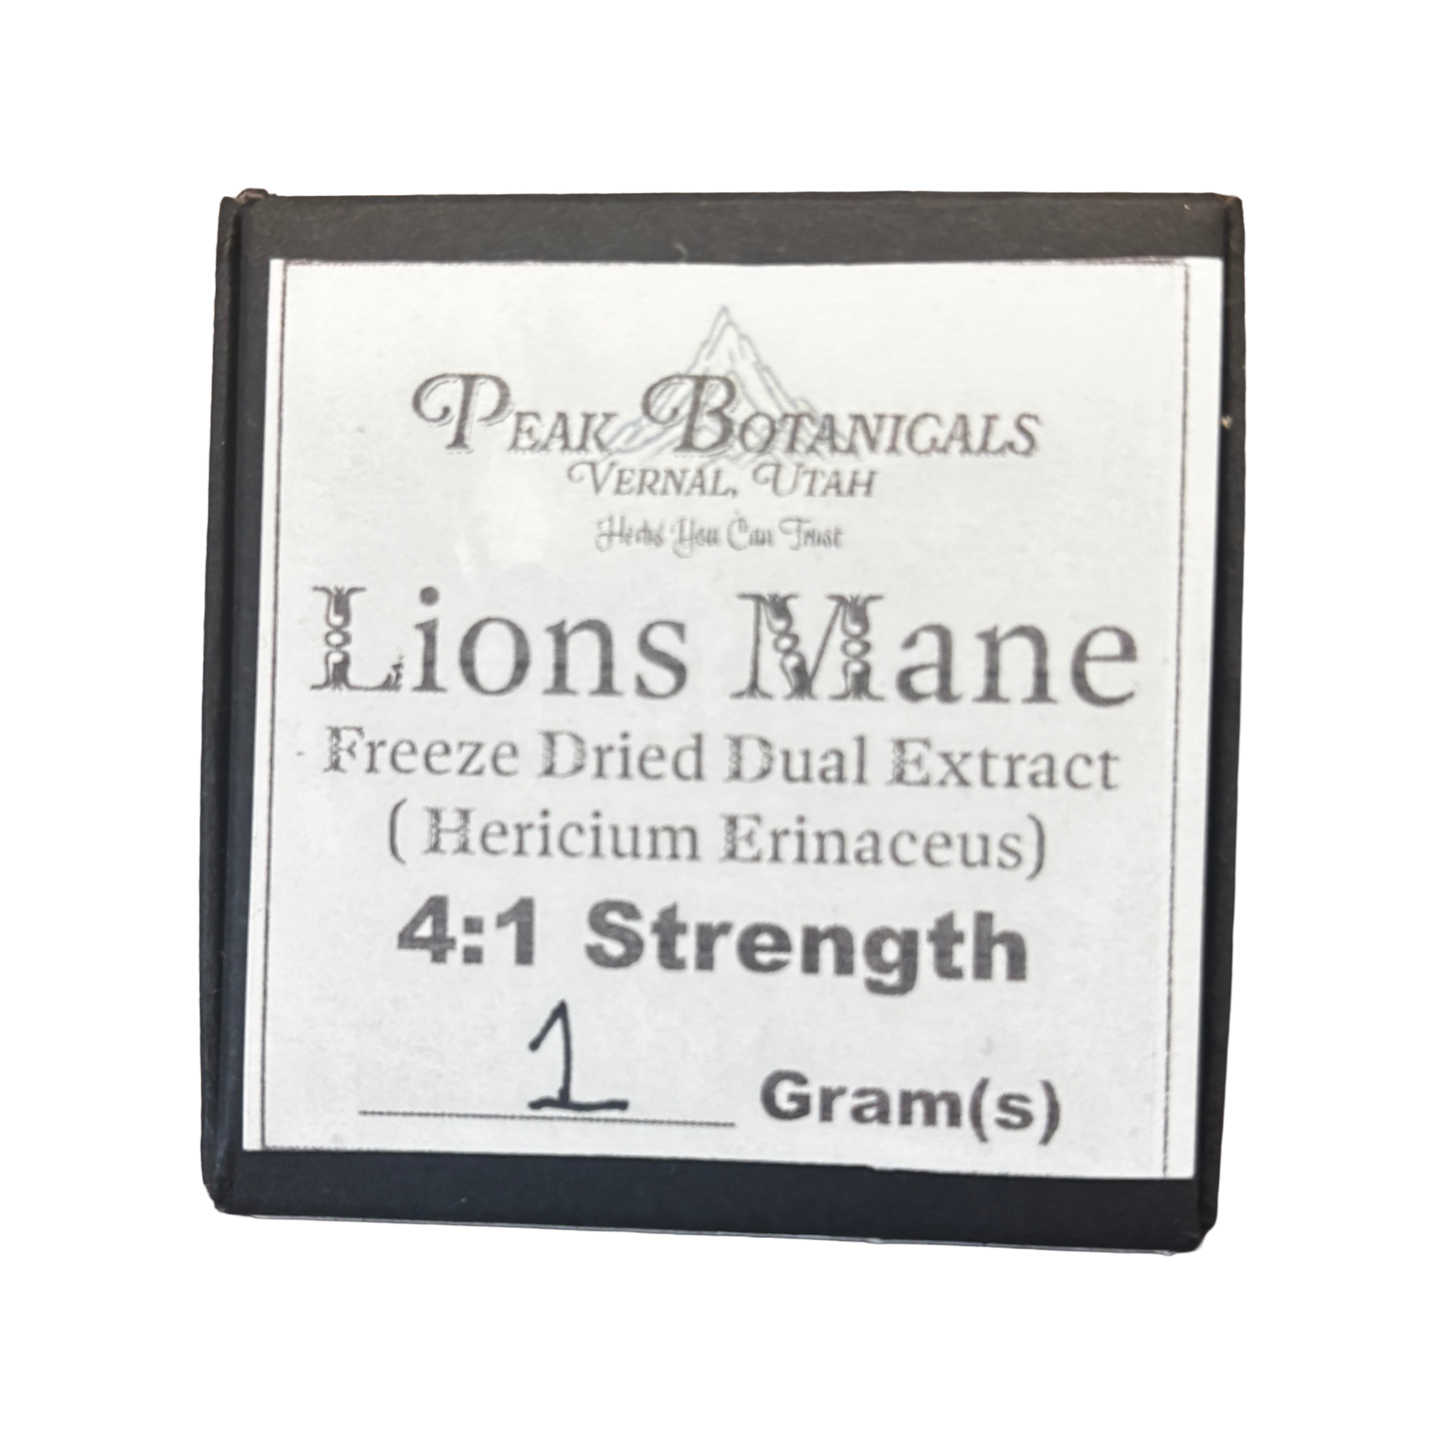 Peak Botanicals
Vernal, Utah
Herbs You Can Trust
Lions Mane
Freeze Dried Dual Extract
( Hericium Erinaceus)
4:1 Strength
1 Gram(s)